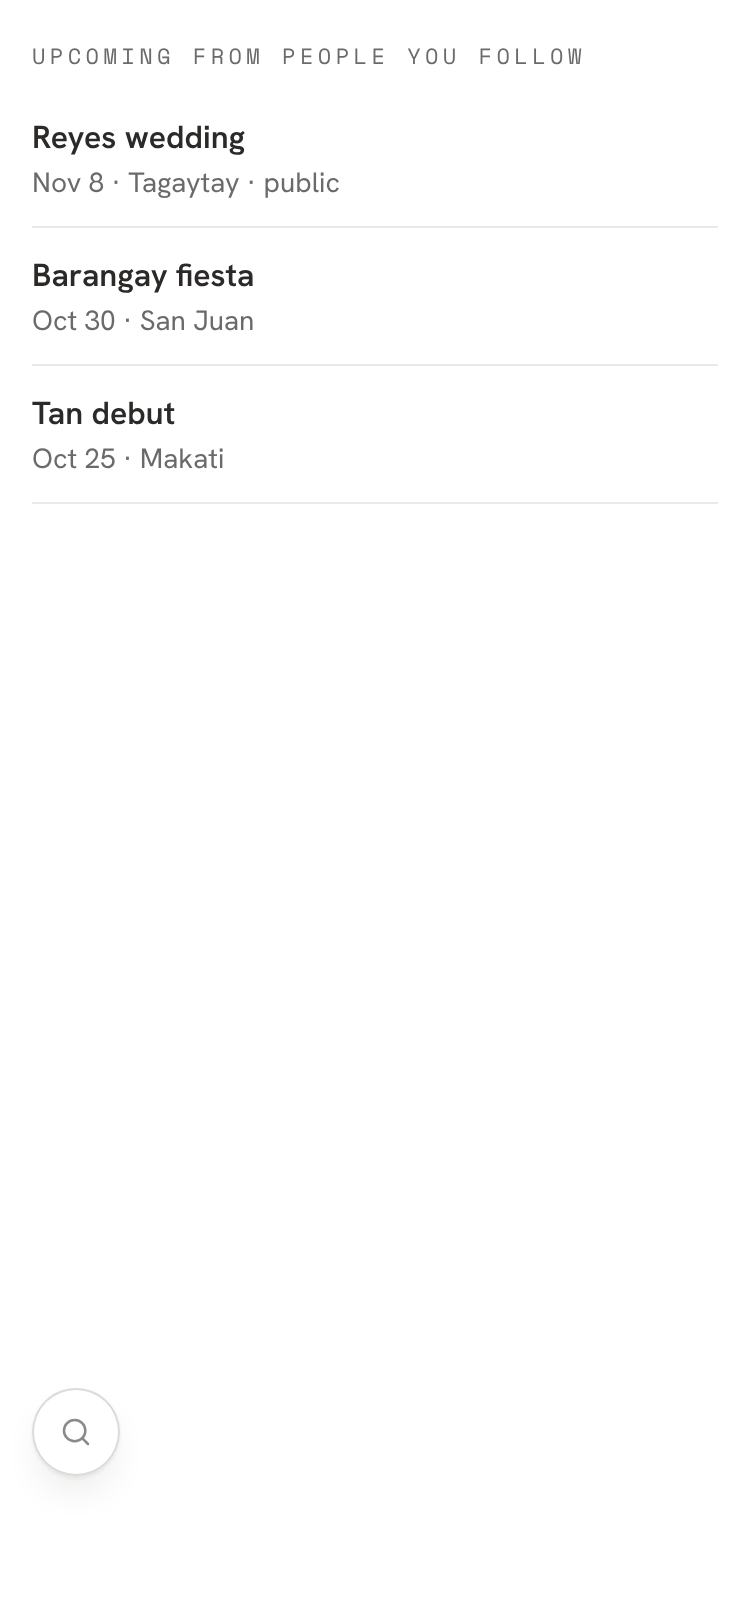 UPCOMING FROM PEOPLE YOU FOLLOW
Reyes wedding
Nov 8 · Tagaytay · public
Barangay fiesta
Oct 30 · San Juan
Tan debut
Oct 25 · Makati